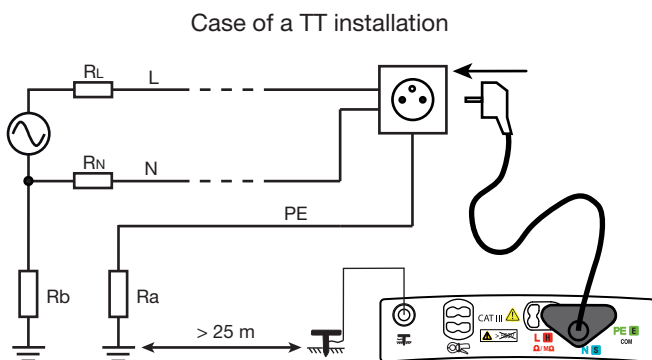 Case of a TT installation
RL
L
RN
N
PE
Rb
Ra
> 25 m
CAT III
L H
Ω/MΩ
N S
PE E
COM